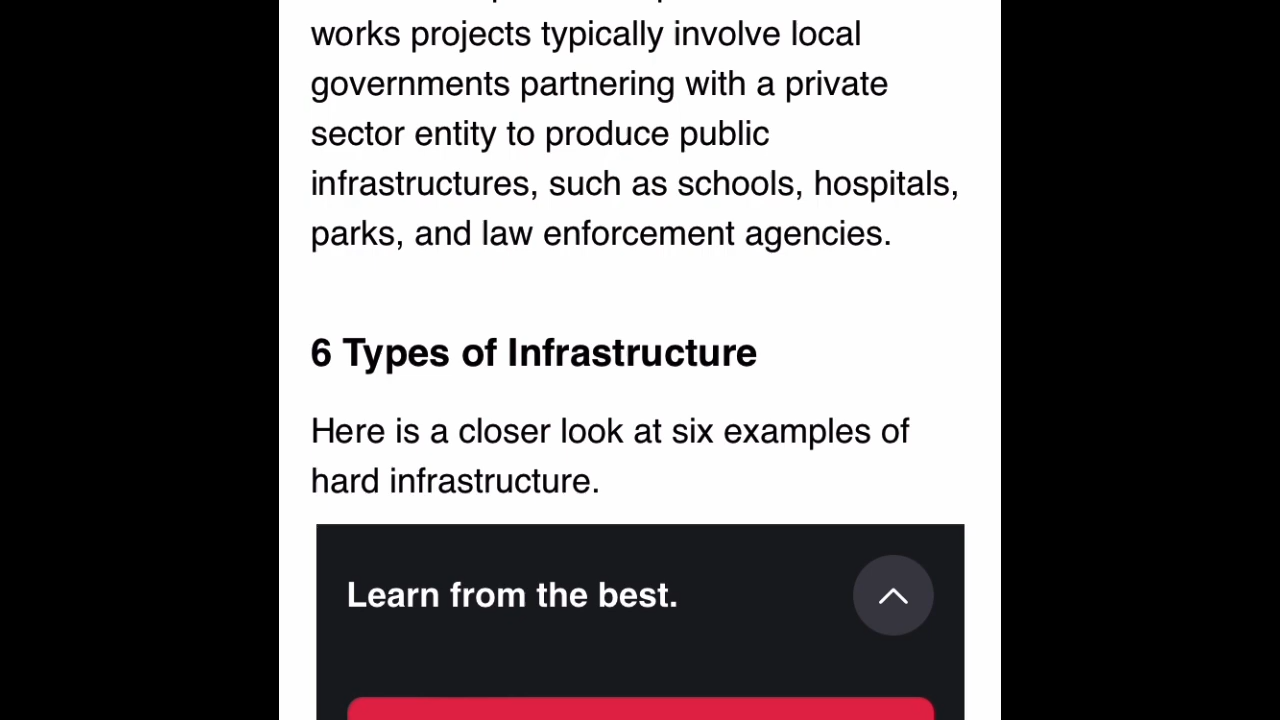 works projects typically involve local
governments partnering with a private
sector entity to produce public
infrastructures, such as schools, hospitals,
parks, and law enforcement agencies.
6 Types of Infrastructure
Here is a closer look at six examples of
hard infrastructure.
Learn from the best.